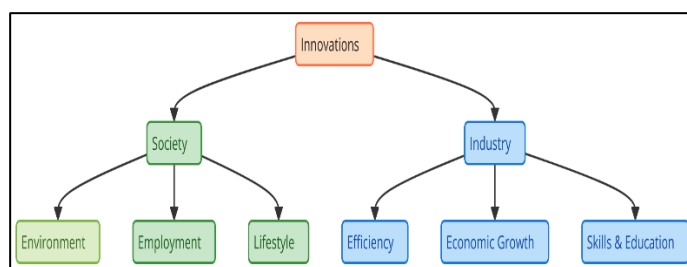 Innovations
Society
Industry
Environment
Employment
Lifestyle
Efficiency
Economic Growth
Skills & Education